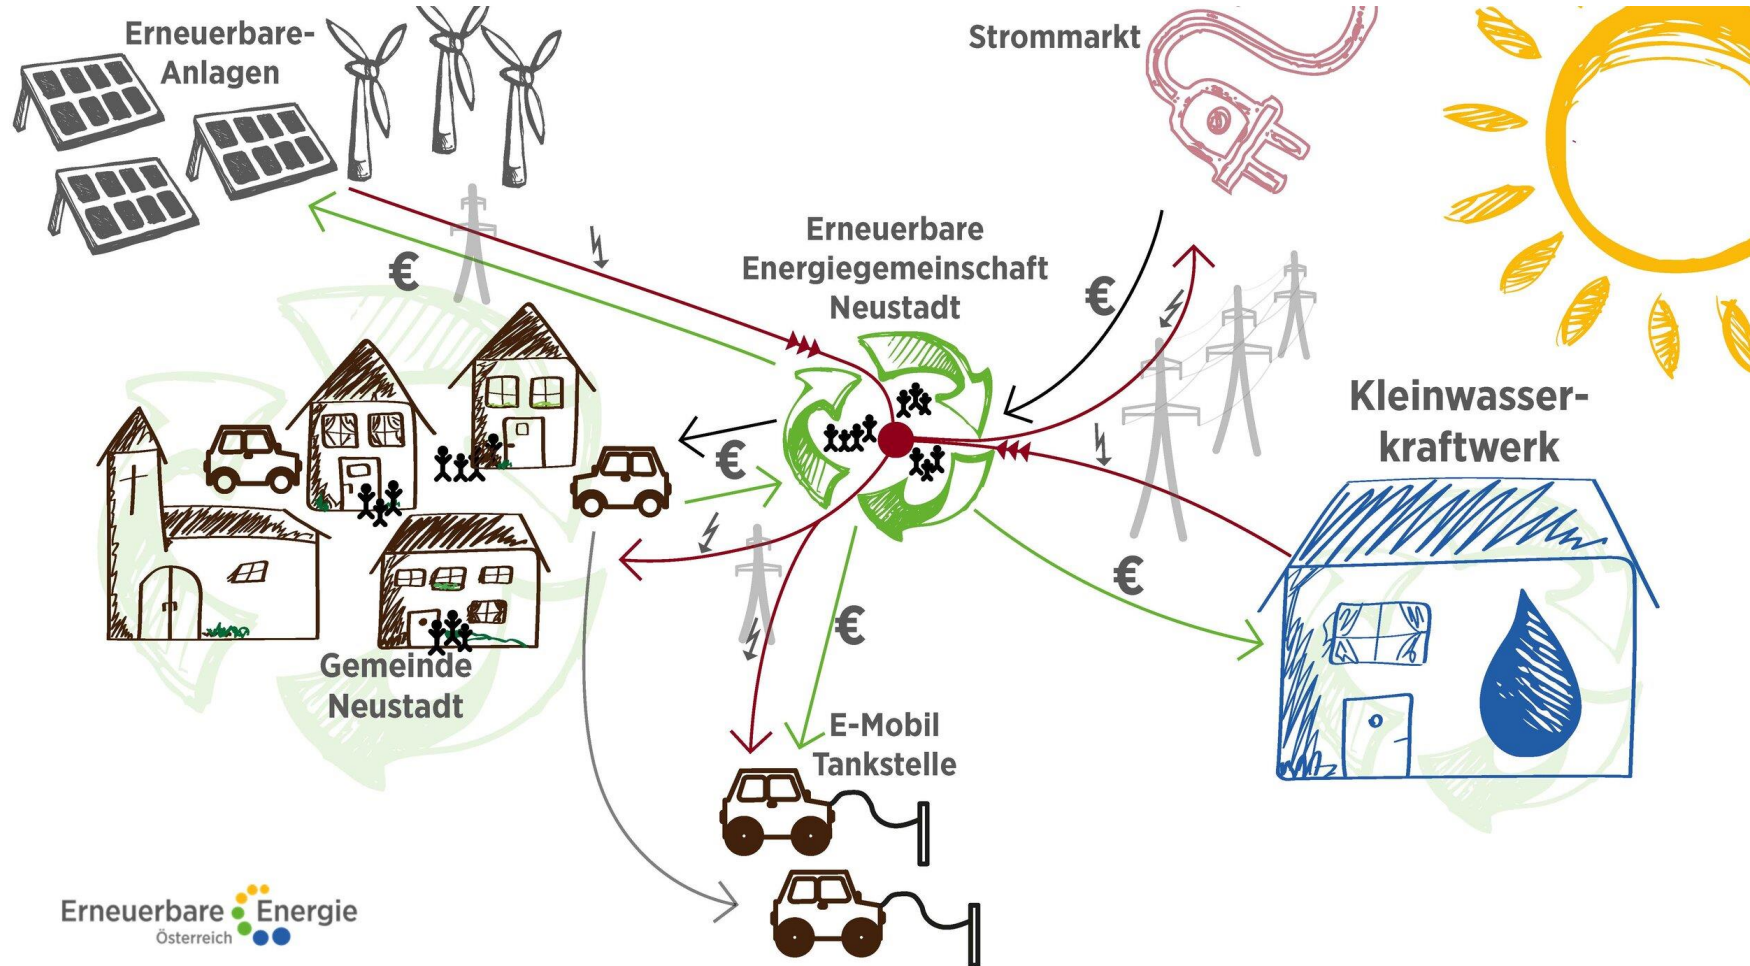 Erneuerbare-
Anlagen
Strommarkt
Erneuerbare
Energiegemeinschaft
Neustadt
€
€
€
Kleinwasser-
kraftwerk
€
€
Gemeinde
Neustadt
E-Mobil
Tankstelle
Erneuerbare Energie
Österreich